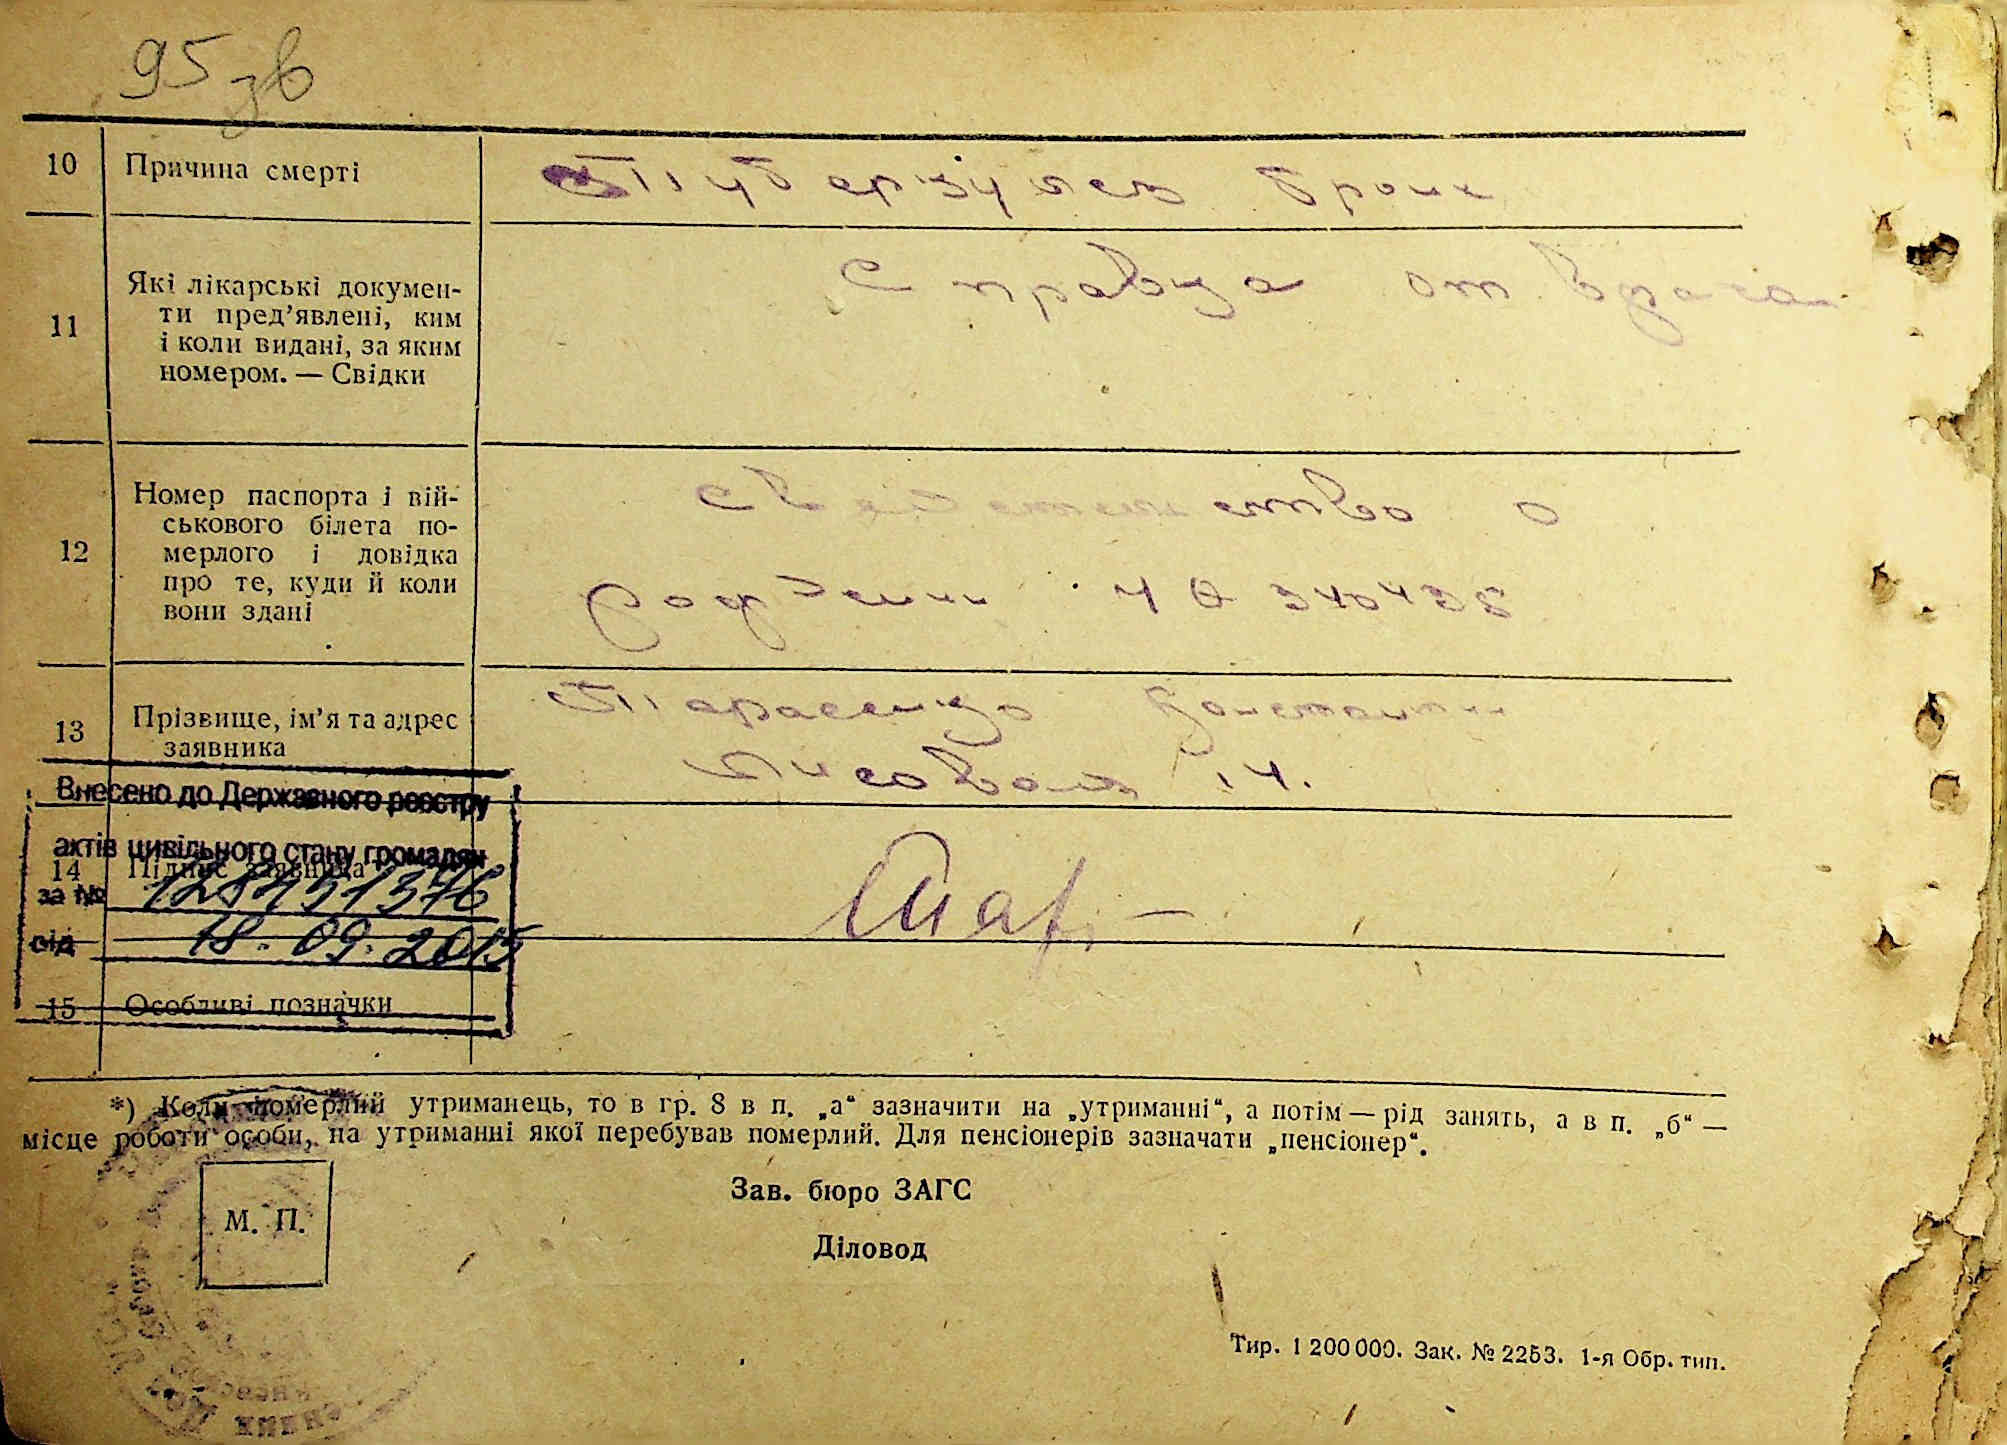 95 зв
10 Причина смерті Туберкулез брон
11 Які лікарські докумен- Справка от врача
ти пред’явлені, ким
і коли видані, за яким
номером. — Свідки
12 Номер паспорта і вій- Сведетельство о
ськового білета по-
мерлого і довідка
про те, куди й коли рождении
вони здані
13 Прізвище, ім’я та адрес Тарасенко Константин
заявника Лисовая 14.
Внесено до Державного реєстру
актів цивільного стану громадян
14 Підпис заявника
за №
від 18.09.2015
15 Особливі позначки
*) Коли померлий утриманець, то в гр. 8 в п. „а“ зазначити на „утриманні“, а потім — рід занять, а в п. „б“ —
місце роботи особи, на утриманні якої перебував померлий. Для пенсіонерів зазначати „пенсіонер“.
Зав. бюро ЗАГС
М. П.
Діловод
Тир. 1 200 000. Зак. № 2253. 1-я Обр. тип.